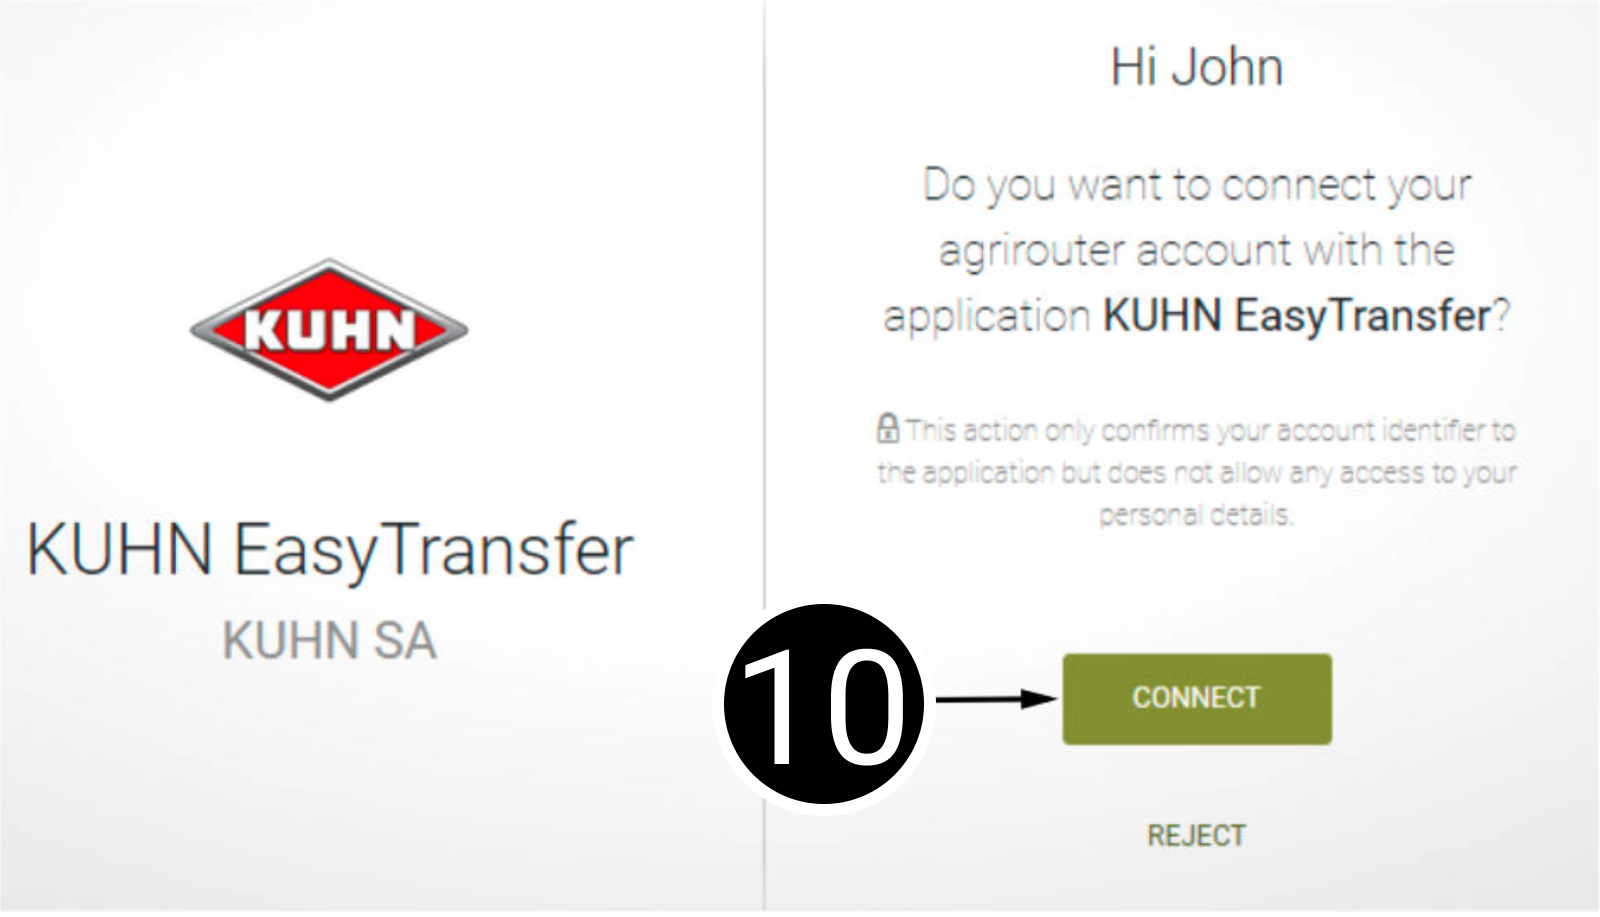 KUHN
KUHN EasyTransfer
KUHN SA
Hi John
Do you want to connect your
agrirouter account with the
application KUHN EasyTransfer?
This action only confirms your account identifier to
the application but does not allow any access to your
personal details.
10
CONNECT
REJECT